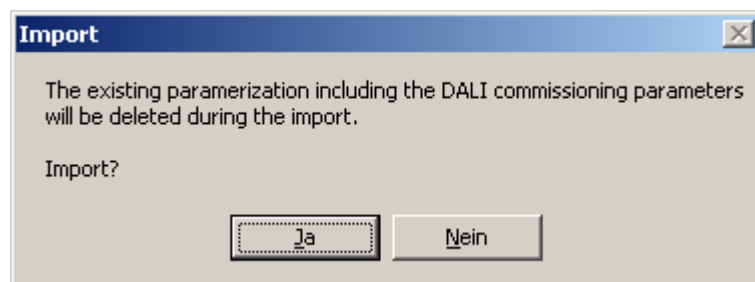 Import
The existing paramerization including the DALI commissioning parameters
will be deleted during the import.
Import?
Ja
Nein